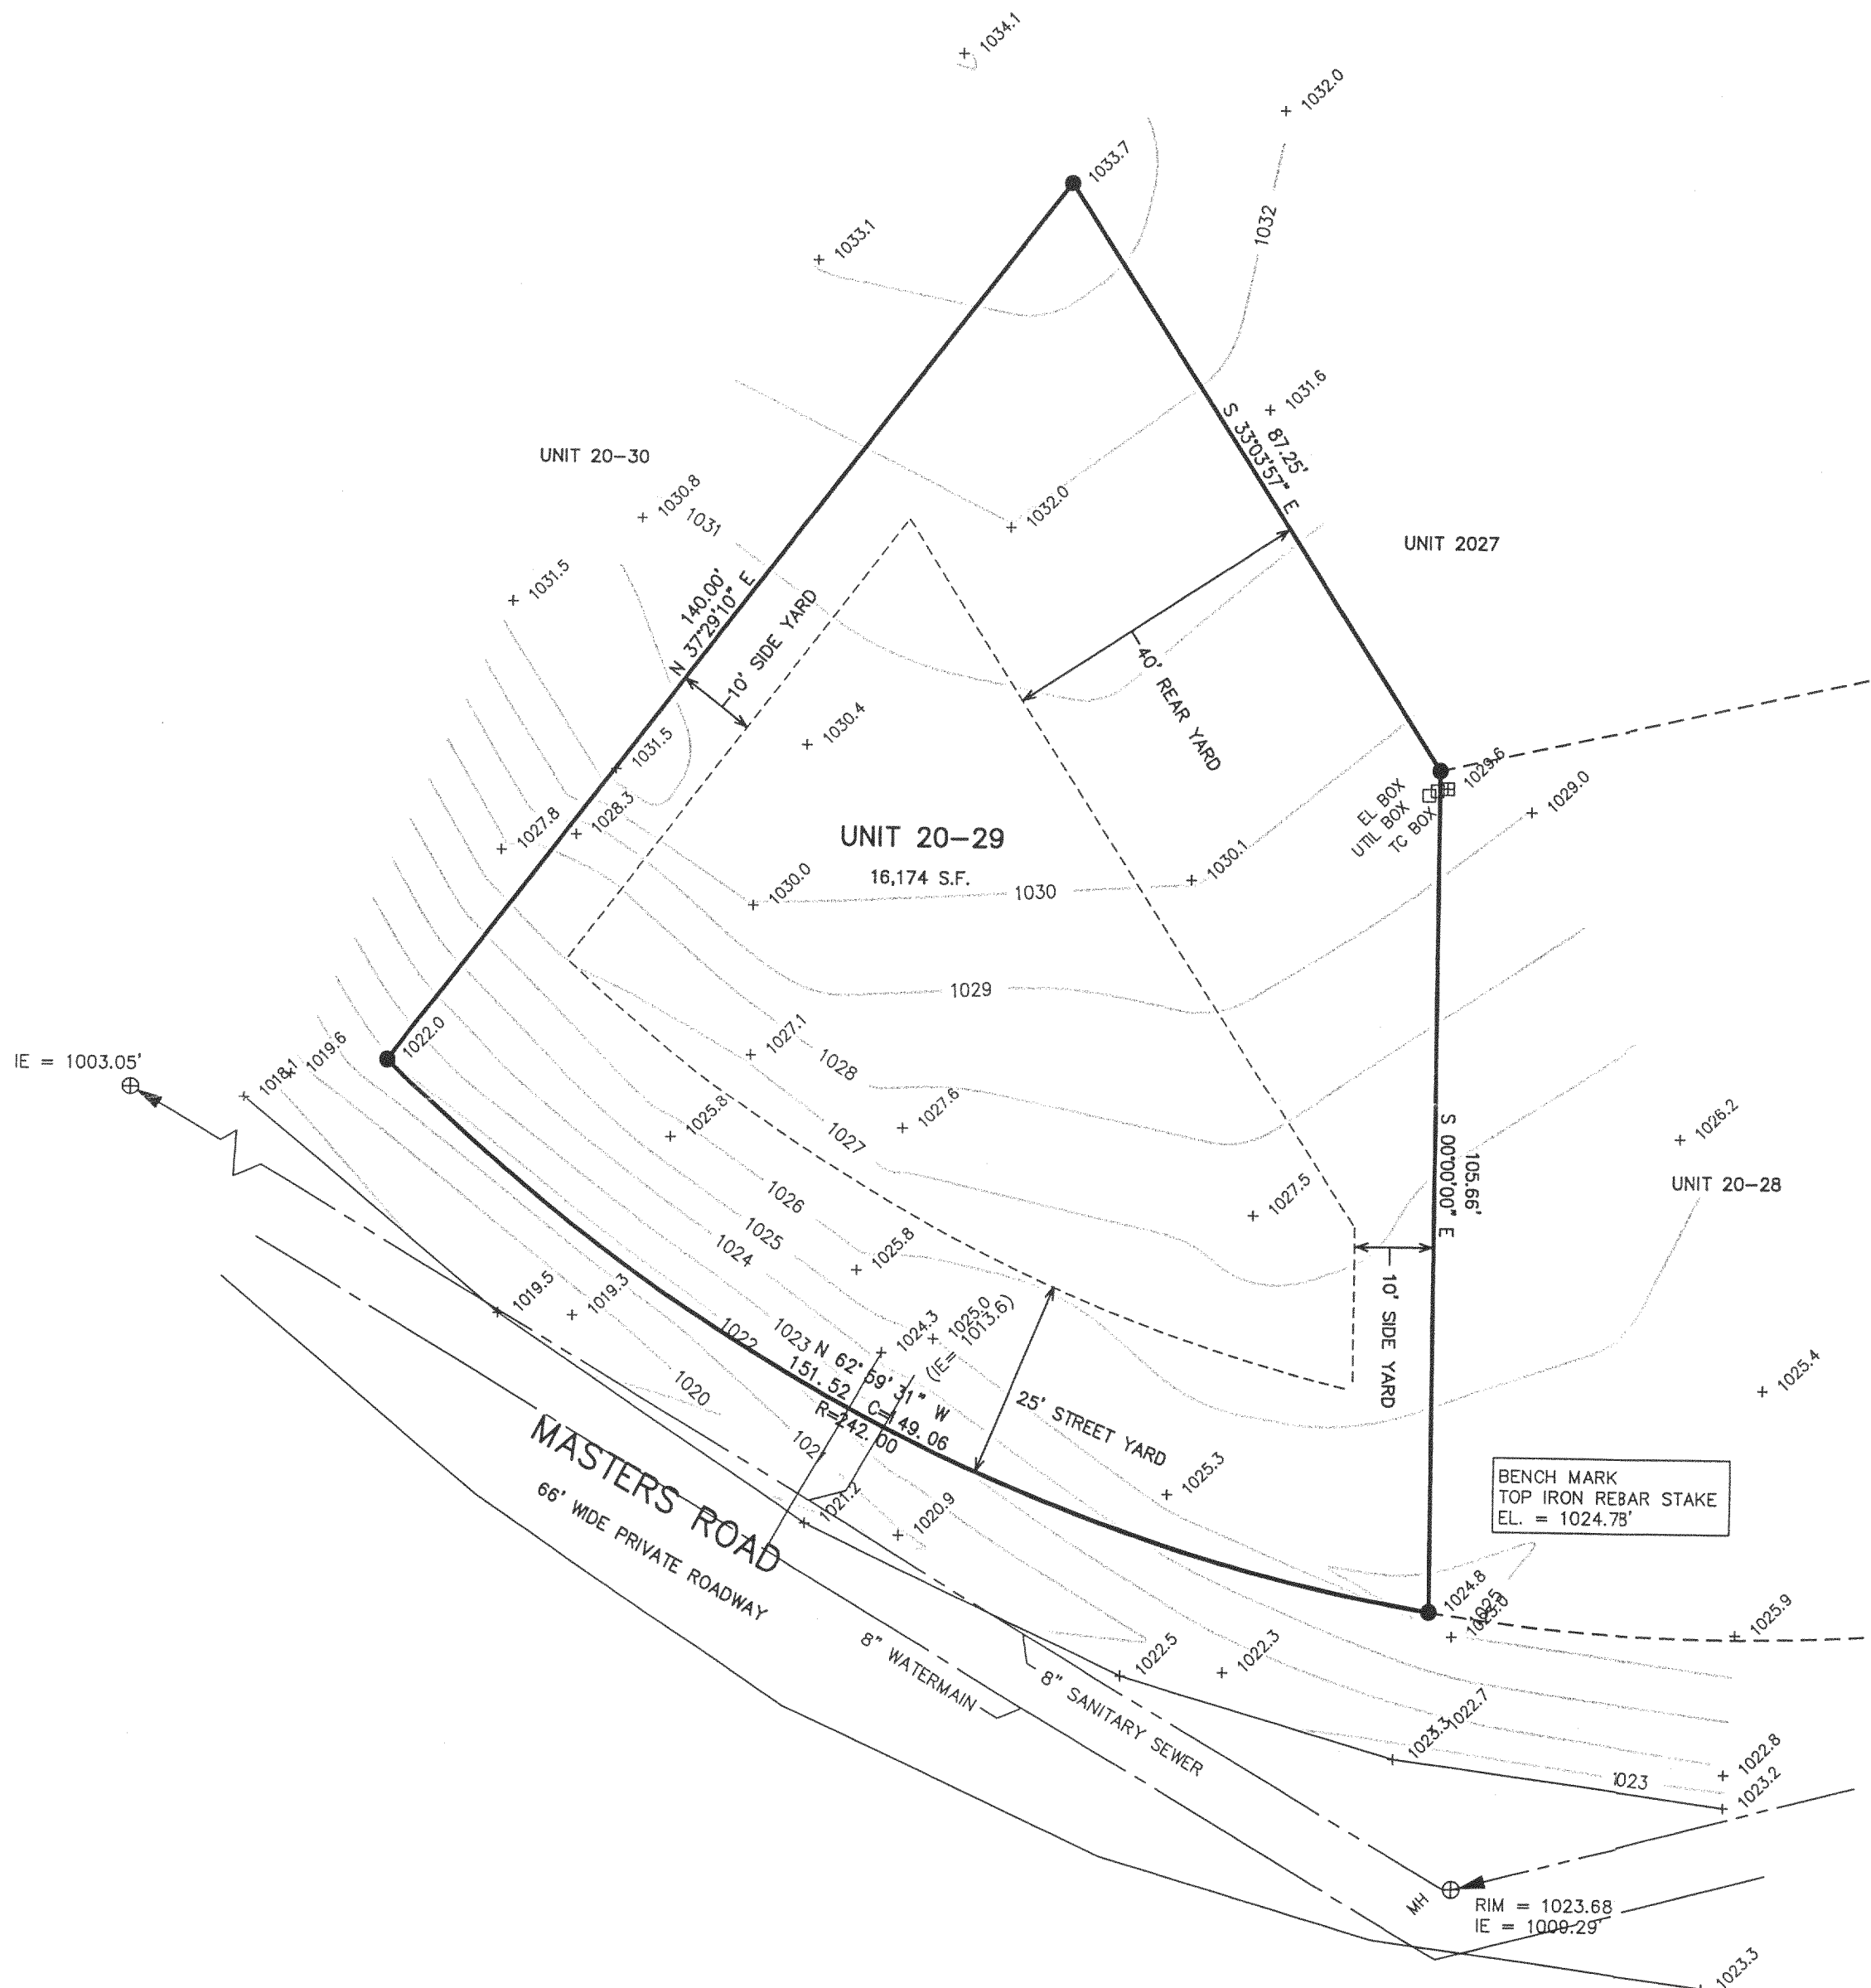 1034.1
1032.0
1033.7
1032
1033.1
1031.6
87.25'
S 33°03'57" E
UNIT 20-30
1030.8
1031
1032.0
UNIT 2027
1031.5
140.00'
N 37°29'10" E
10' SIDE YARD
40' REAR YARD
1030.4
1031.5
1029.6
EL BOX
UTIL BOX
TC BOX
1029.0
1027.8
1028.3
UNIT 20-29
16,174 S.F.
1030.0
1030
1030.1
1029
1022.0
1027.1
1028
IE = 1003.05'
1018.1
1019.6
1025.8
1027.6
1027
105.66'
S 00°00'00" E
1026.2
UNIT 20-28
1026
1027.5
1025
1024
1025.8
1019.5
1019.3
1022
1023
1024.3
1025.0
(IE= 1013.6)
N 62°59'31" W
151.52 C=149.06
R=242.00
10' SIDE YARD
1025.4
1020
1021
25' STREET YARD
MASTERS ROAD
66' WIDE PRIVATE ROADWAY
1021.2
1020.9
1025.3
BENCH MARK
TOP IRON REBAR STAKE
EL. = 1024.78'
1024.8
1025
1025.0
1025.9
8" WATERMAIN
8" SANITARY SEWER
1022.5
1022.3
1022.7
1023.3
1023
1022.8
1023.2
MH
RIM = 1023.68
IE = 1009.29'
1023.3